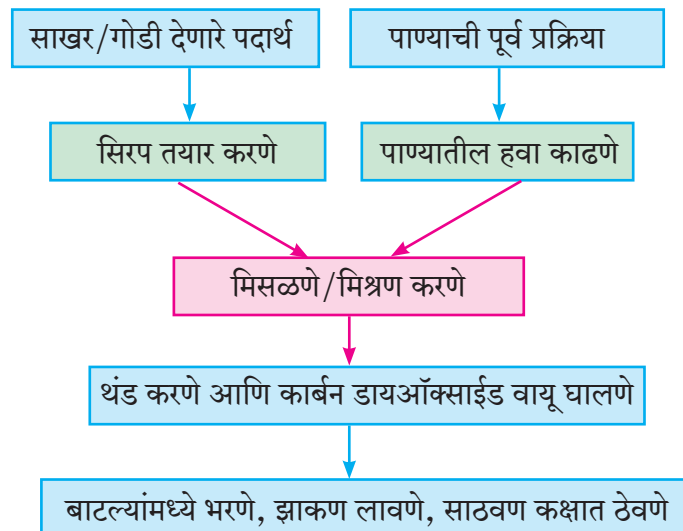 साखर/गोडी देणारे पदार्थ
पाण्याची पूर्व प्रक्रिया
सिरप तयार करणे
पाण्यातील हवा काढणे
मिसळणे/मिश्रण करणे
थंड करणे आणि कार्बन डायऑक्साईड वायू घालणे
बाटल्यांमध्ये भरणे, झाकण लावणे, साठवण कक्षात ठेवणे